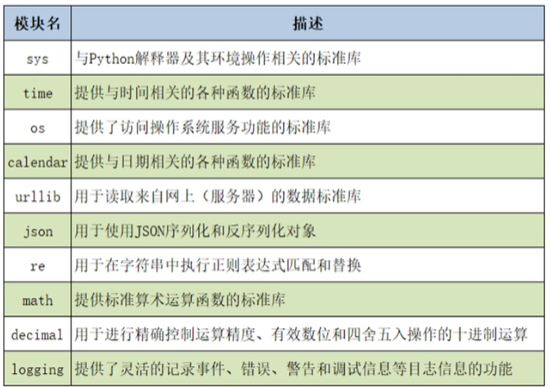 模块名 描述
sys 与Python解释器及其环境操作相关的标准库
time 提供与时间相关的各种函数的标准库
os 提供了访问操作系统服务功能的标准库
calendar 提供与日期相关的各种函数的标准库
urllib 用于读取来自网上（服务器）的数据标准库
json 用于使用JSON序列化和反序列化对象
re 用于在字符串中执行正则表达式匹配和替换
math 提供标准算术运算函数的标准库
decimal 用于进行精确控制运算精度、有效数位和四舍五入操作的十进制运算
logging 提供了灵活的记录事件、错误、警告和调试信息等目志信息的功能